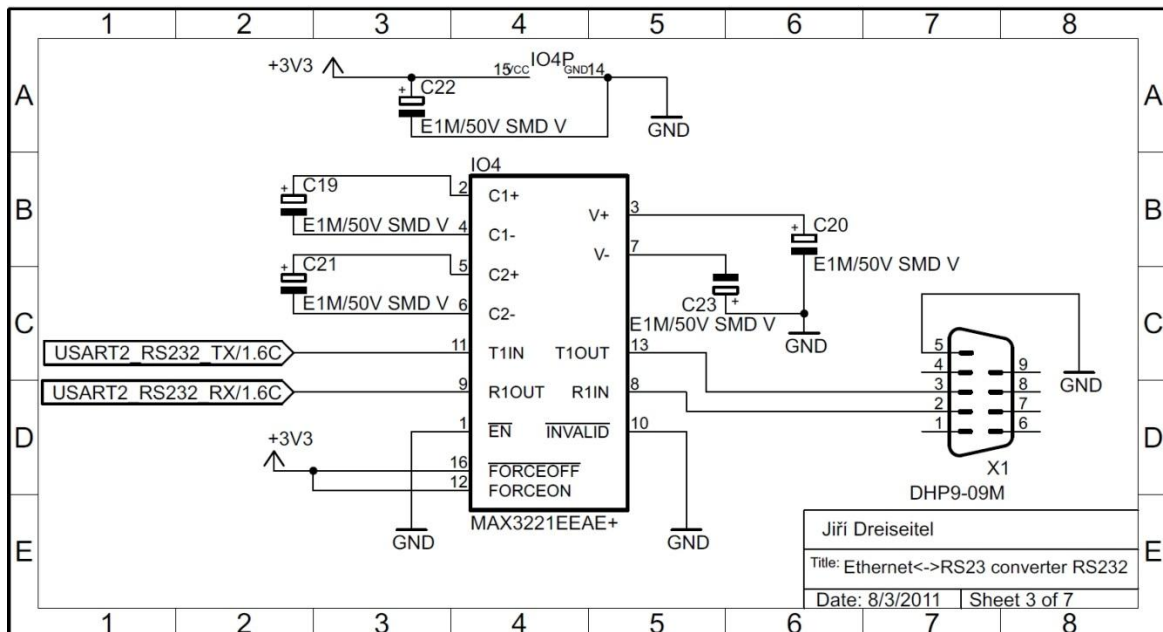 1 2 3 4 5 6 7 8
A A
B B
C C
D D
E E
+3V3
15 VCC IO4P GND 14
C22
E1M/50V SMD V
GND
IO4
C19
E1M/50V SMD V
2 C1+
4 C1-
C21
E1M/50V SMD V
5 C2+
6 C2-
V+ 3
V- 7
C20
E1M/50V SMD V
C23
E1M/50V SMD V
GND
USART2_RS232_TX/1.6C
11 T1IN T1OUT 13
USART2_RS232_RX/1.6C
9 R1OUT R1IN 8
1 EN INVALID 10
+3V3
16 FORCEOFF
12 FORCEON
MAX3221EEAE+
GND
GND
5
4 9
3 8
2 7
1 6
GND
X1
DHP9-09M
Jiří Dreiseitel
Title: Ethernet<->RS23 converter RS232
Date: 8/3/2011 Sheet 3 of 7
1 2 3 4 5 6 7 8